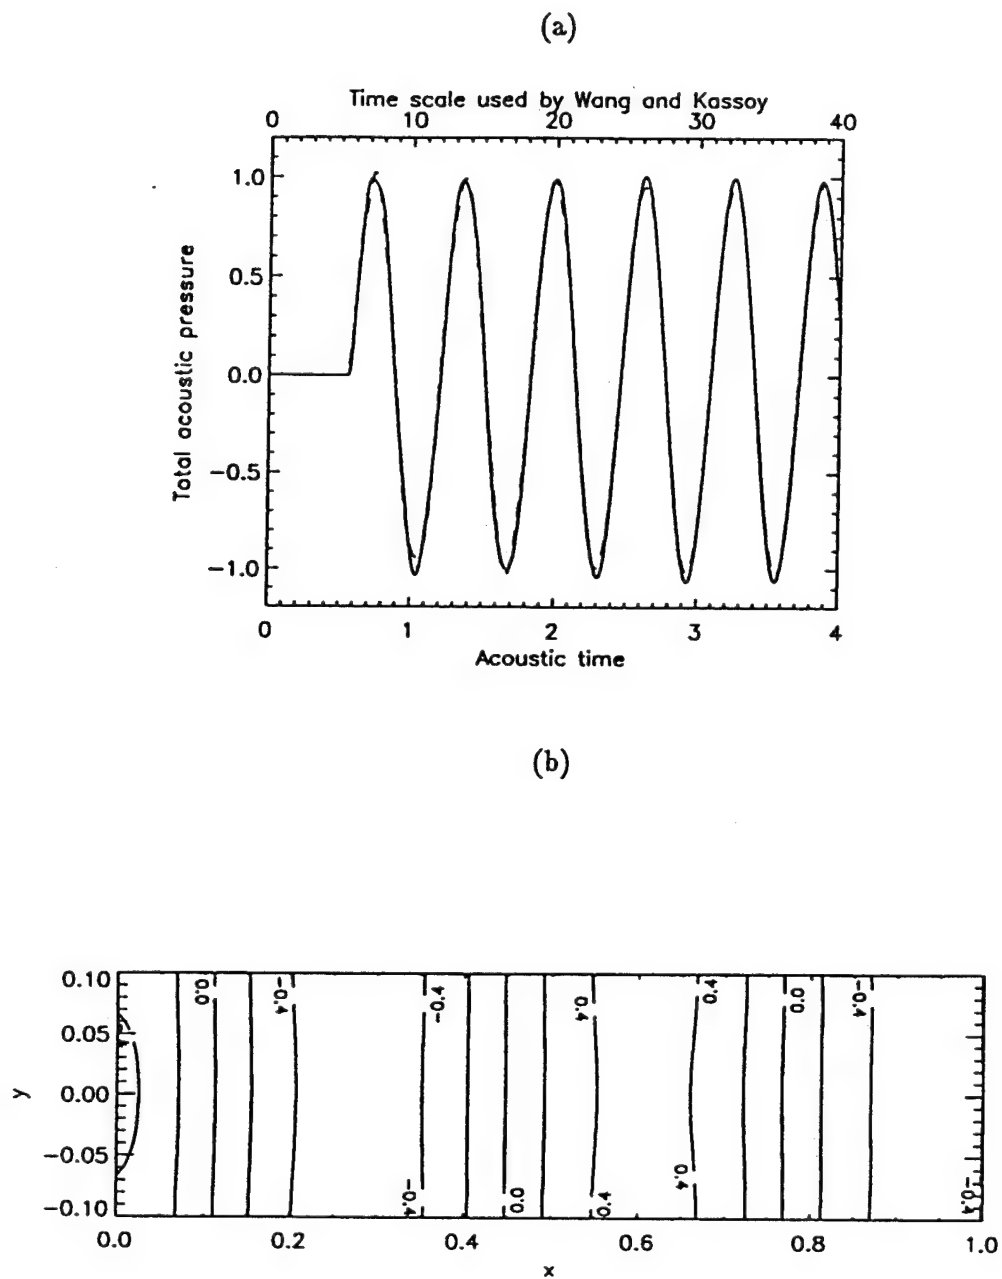 (a)
Time scale used by Wang and Kassoy
0 10 20 30 40
1.0
0.5
0.0
−0.5
−1.0
Total acoustic pressure
0 1 2 3 4
Acoustic time
(b)
0.10
0.05
0.00
−0.05
−0.10
y
0.0 −0.4 −0.4 0.4 0.4 0.0 −0.4
−0.4 0.0 0.4 0.4 −0.4
0.0 0.2 0.4 0.6 0.8 1.0
x